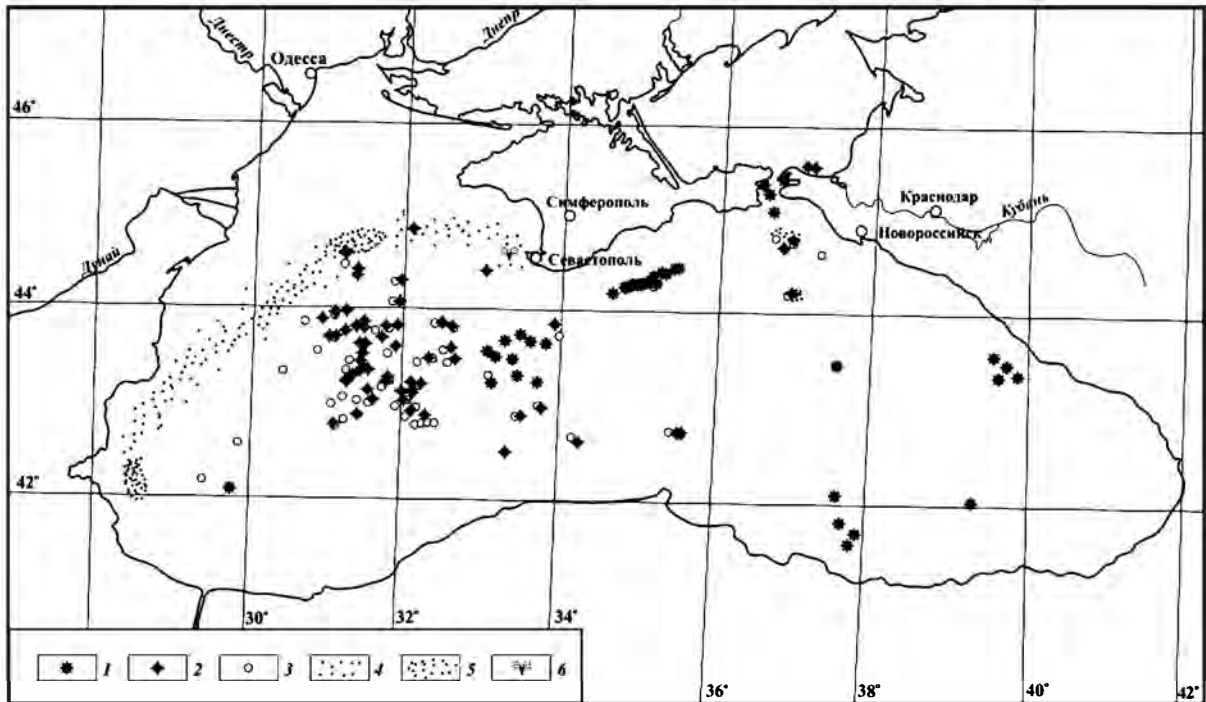 Днестр
Днепр
Одесса
46°
Симферополь
Краснодар
Кубань
Новороссийск
Дунай
Севастополь
44°
42°
30°
32°
34°
1
2
3
4
5
6
36°
38°
40°
42°